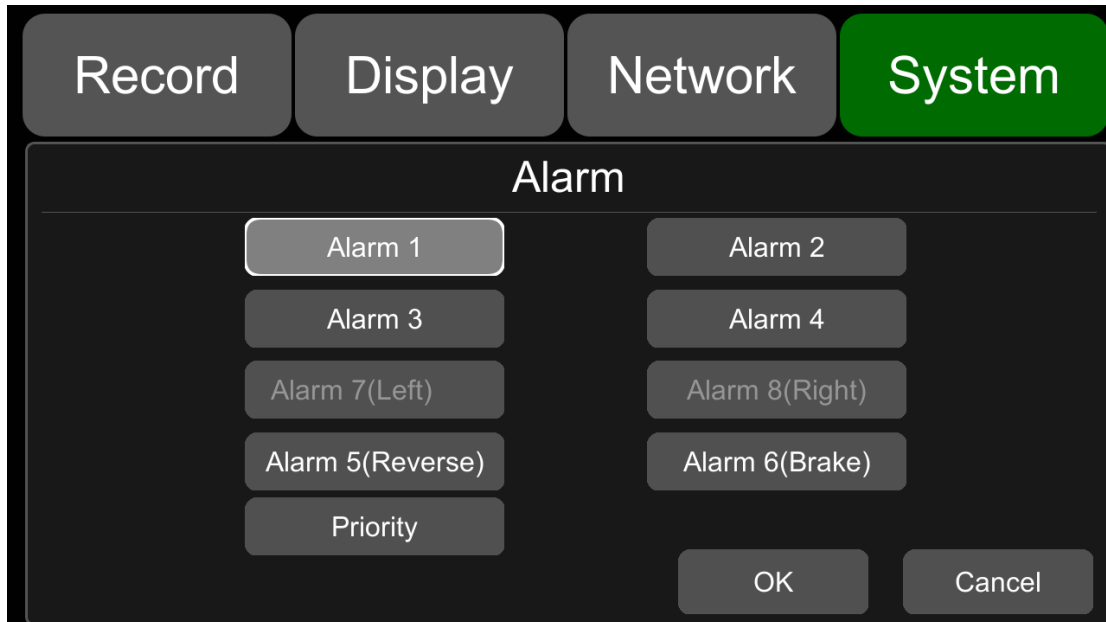 Record Display Network System
Alarm
Alarm 1 Alarm 2
Alarm 3 Alarm 4
Alarm 7(Left) Alarm 8(Right)
Alarm 5(Reverse) Alarm 6(Brake)
Priority
OK Cancel